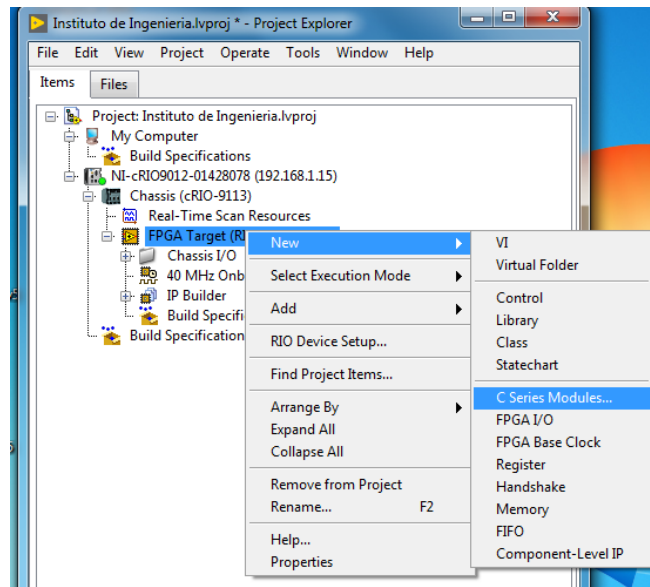 Instituto de Ingenieria.lvproj * - Project Explorer
File Edit View Project Operate Tools Window Help
Items Files
Project: Instituto de Ingenieria.lvproj
My Computer
Build Specifications
NI-cRIO9012-01428078 (192.168.1.15)
Chassis (cRIO-9113)
Real-Time Scan Resources
FPGA Target (RI
Chassis I/O
40 MHz Onb
IP Builder
Build Specifi
Build Specification
New
Select Execution Mode
Add
RIO Device Setup...
Find Project Items...
Arrange By
Expand All
Collapse All
Remove from Project
Rename... F2
Help...
Properties
VI
Virtual Folder
Control
Library
Class
Statechart
C Series Modules...
FPGA I/O
FPGA Base Clock
Register
Handshake
Memory
FIFO
Component-Level IP